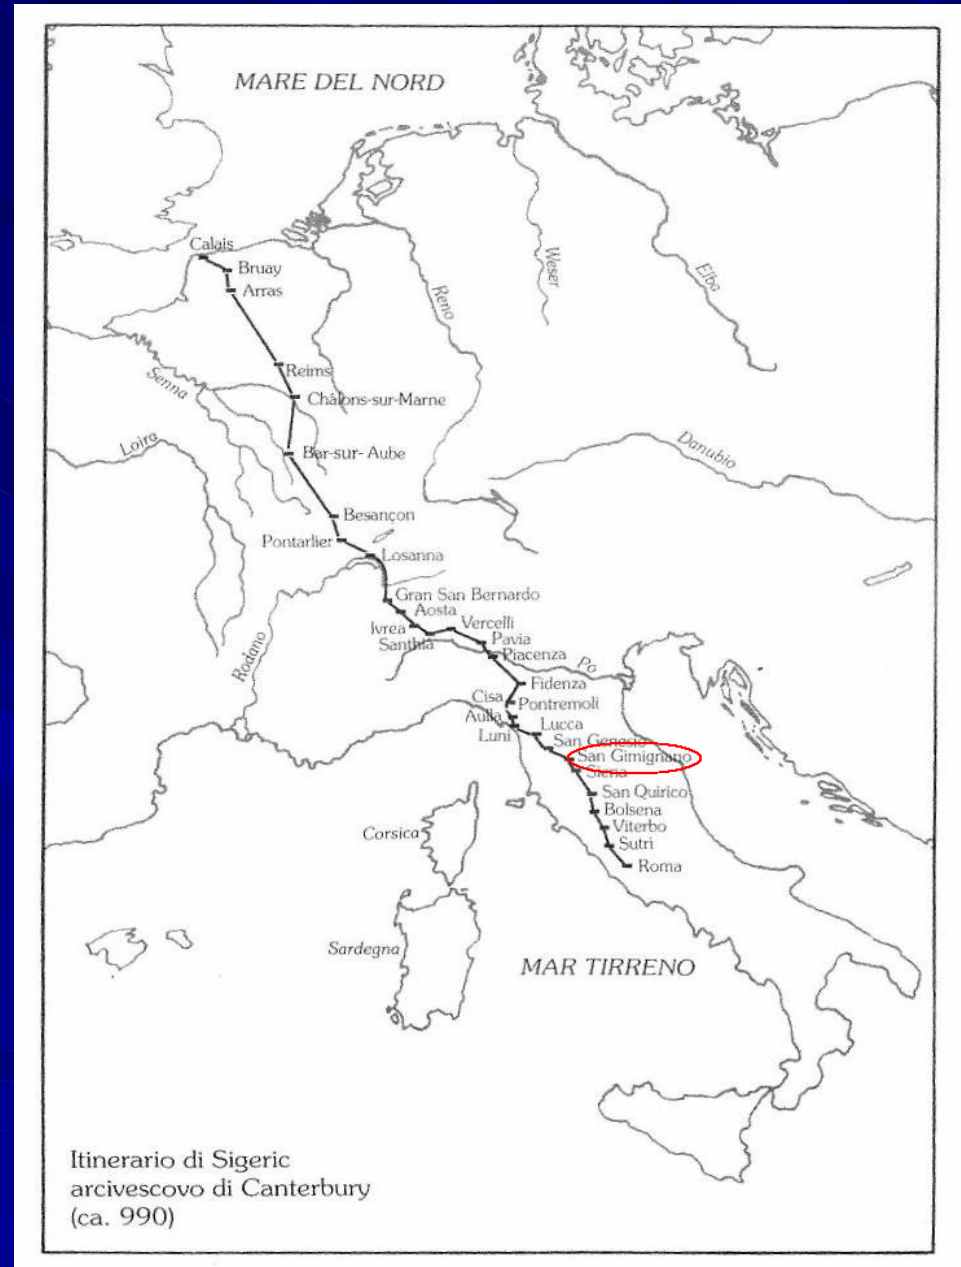 MARE DEL NORD
Calais
Bruay
Arras
Reno
Weser
Elba
Reims
Senna
Châlons-sur-Marne
Loira
Bar-sur-Aube
Danubio
Besançon
Pontarlier
Losanna
Gran San Bernardo
Aosta
Ivrea
Vercelli
Santhià
Pavia
Rodano
Piacenza
Po
Fidenza
Cisa
Pontremoli
Aulla
Lucca
Luni
San Genesio
San Gimignano
Siena
San Quirico
Bolsena
Corsica
Viterbo
Sutri
Roma
Sardegna
MAR TIRRENO
Itinerario di Sigeric
arcivescovo di Canterbury
(ca. 990)